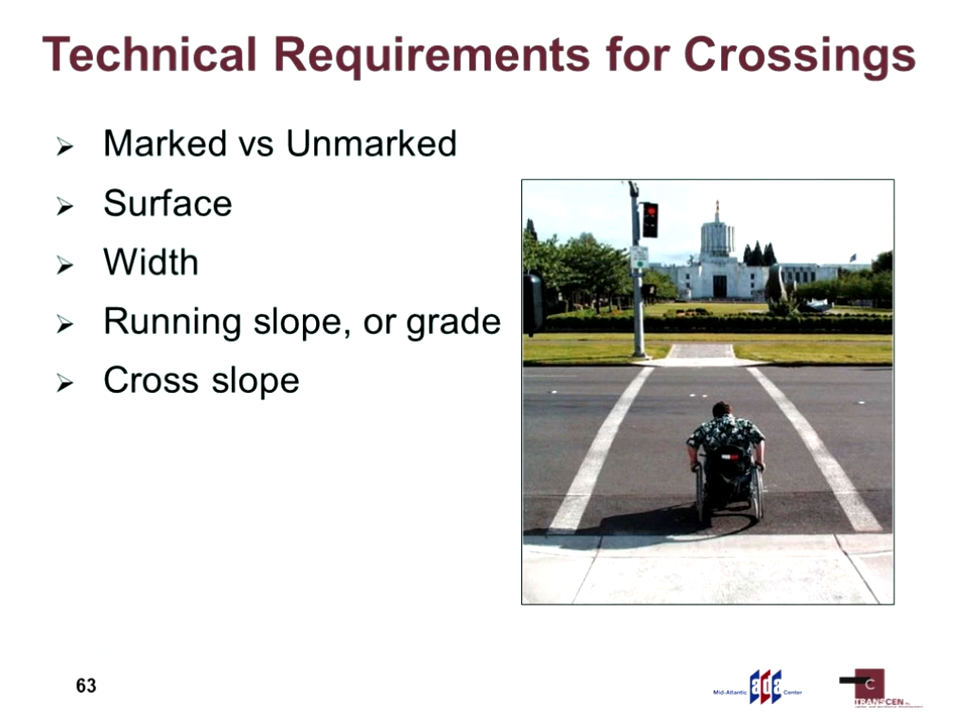 Technical Requirements for Crossings
Marked vs Unmarked
Surface
Width
Running slope, or grade
Cross slope
63
Mid-Atlantic ada Center
C
TRANSCEN